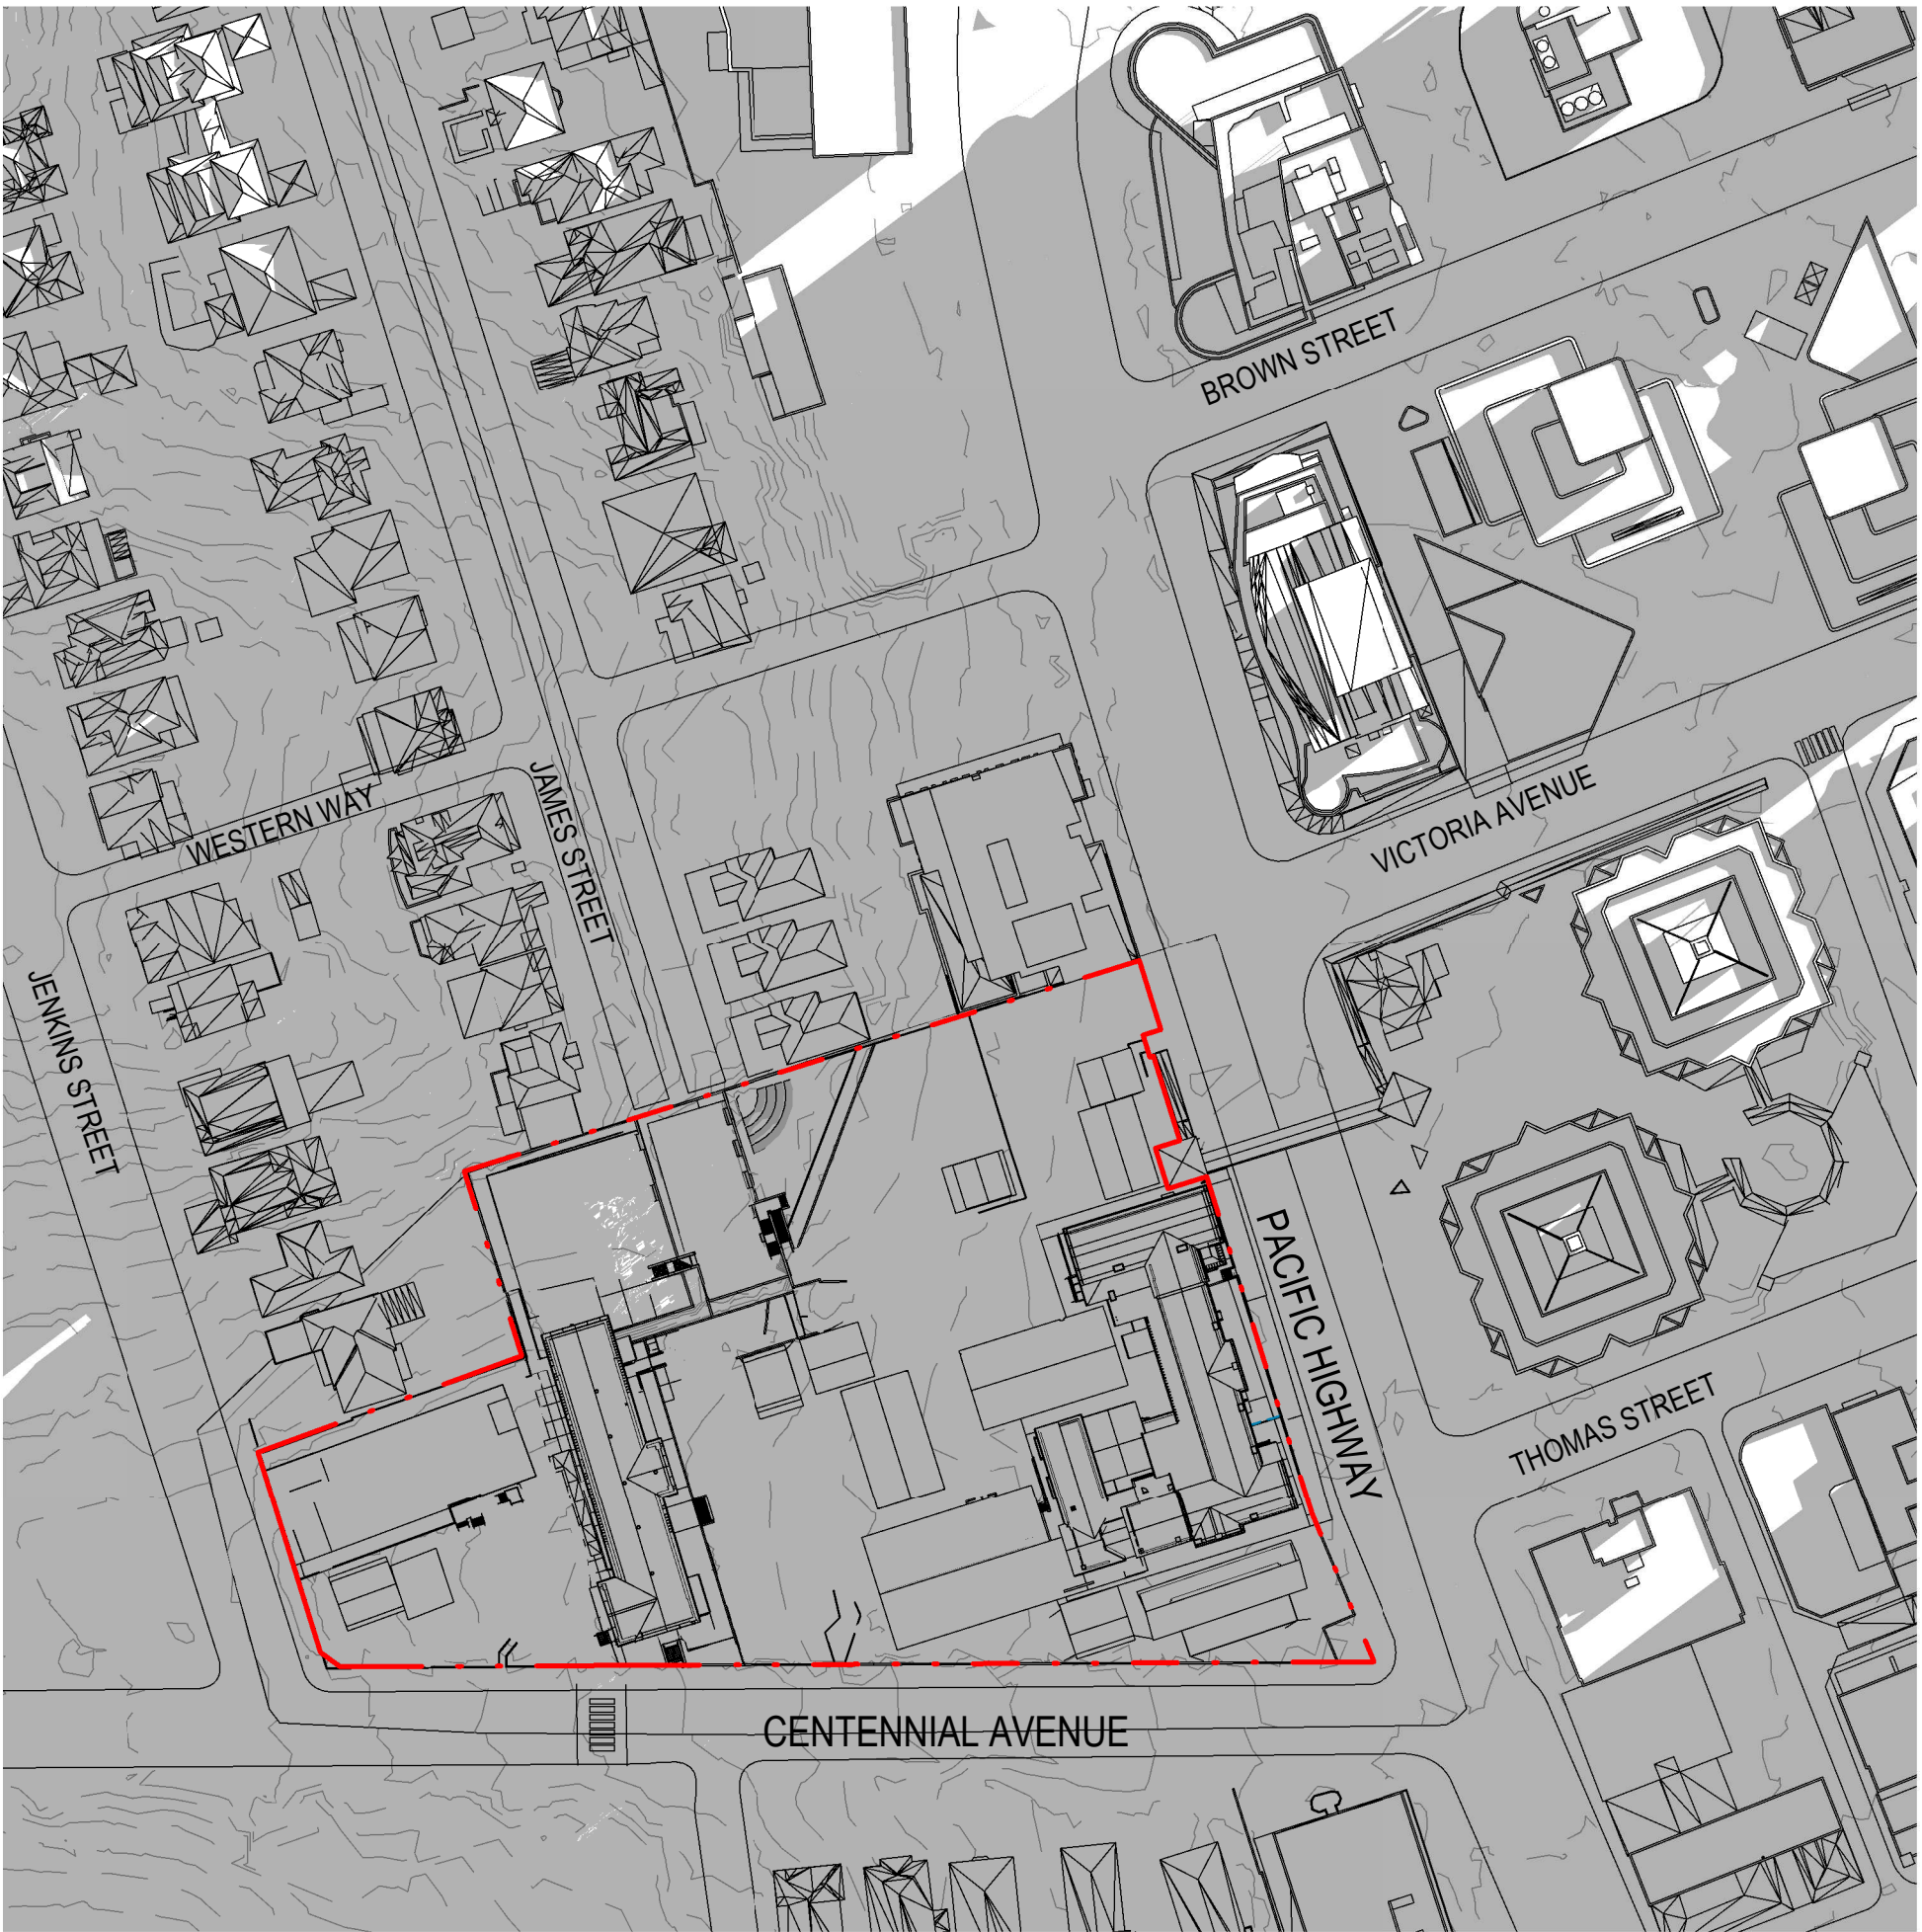 BROWN STREET
VICTORIA AVENUE
WESTERN WAY
JAMES STREET
JENKINS STREET
PACIFIC HIGHWAY
THOMAS STREET
CENTENNIAL AVENUE